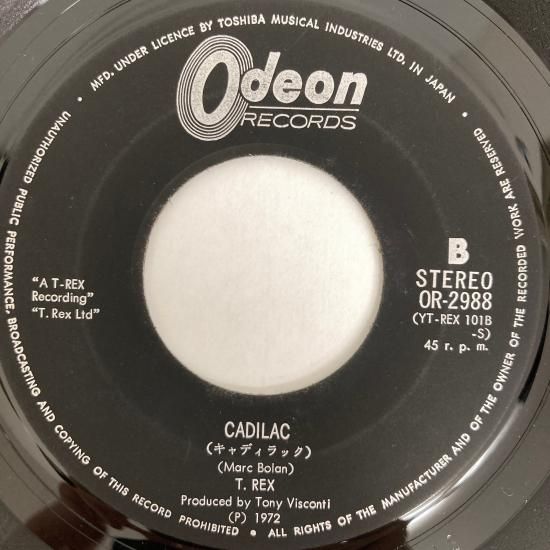 MFD. UNDER LICENCE BY TOSHIBA MUSICAL INDUSTRIES LTD. IN JAPAN •
Odeon
RECORDS
B
STEREO
OR-2988
(YT-REX 101B
-S)
45 r. p. m.
"A T-REX
Recording"
"T. Rex Ltd"
CADILAC
(キャディラック)
(Marc Bolan)
T. REX
Produced by Tony Visconti
(P) 1972
• UNAUTHORIZED PUBLIC PERFORMANCE, BROADCASTING AND COPYING OF THIS RECORD PROHIBITED • ALL RIGHTS OF THE MANUFACTURER AND OF THE OWNER OF THE RECORDED WORK ARE RESERVED. •